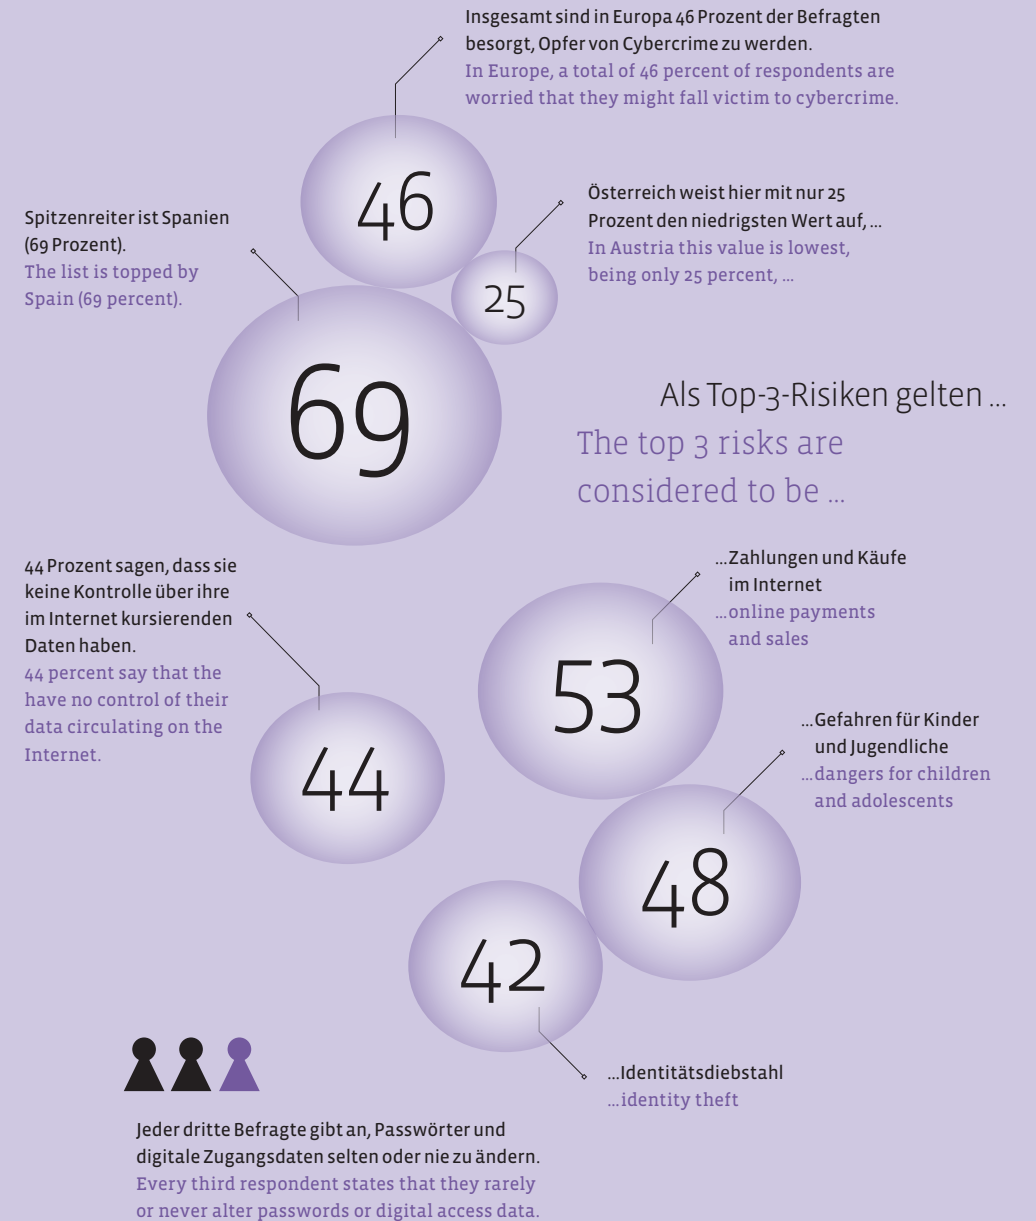 Insgesamt sind in Europa 46 Prozent der Befragten
besorgt, Opfer von Cybercrime zu werden.
In Europe, a total of 46 percent of respondents are
worried that they might fall victim to cybercrime.
46
Österreich weist hier mit nur 25
Prozent den niedrigsten Wert auf, ...
In Austria this value is lowest,
being only 25 percent, ...
25
Spitzenreiter ist Spanien
(69 Prozent).
The list is topped by
Spain (69 percent).
69
Als Top-3-Risiken gelten ...
The top 3 risks are
considered to be ...
44 Prozent sagen, dass sie
keine Kontrolle über ihre
im Internet kursierenden
Daten haben.
44 percent say that the
have no control of their
data circulating on the
Internet.
44
...Zahlungen und Käufe
im Internet
...online payments
and sales
53
...Gefahren für Kinder
und Jugendliche
...dangers for children
and adolescents
48
42
...Identitätsdiebstahl
...identity theft
Jeder dritte Befragte gibt an, Passwörter und
digitale Zugangsdaten selten oder nie zu ändern.
Every third respondent states that they rarely
or never alter passwords or digital access data.